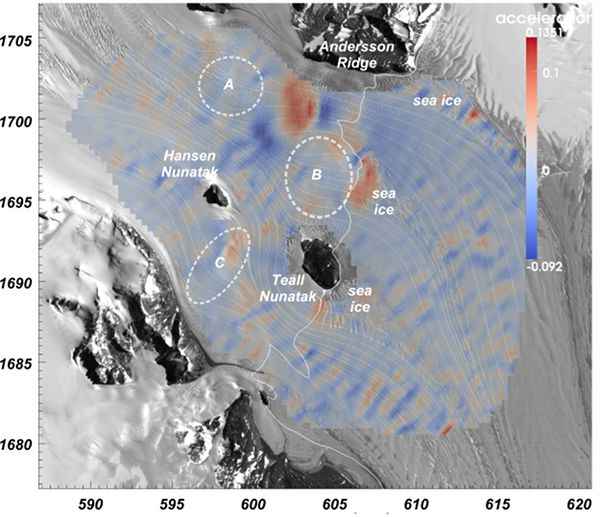 acceleration
0.1351
0.1
0
-0.092
1705
1700
1695
1690
1685
1680
Andersson
Ridge
A
sea ice
Hansen
Nunatak
B
sea
ice
C
Teall
Nunatak
sea
ice
590
595
600
605
610
615
620